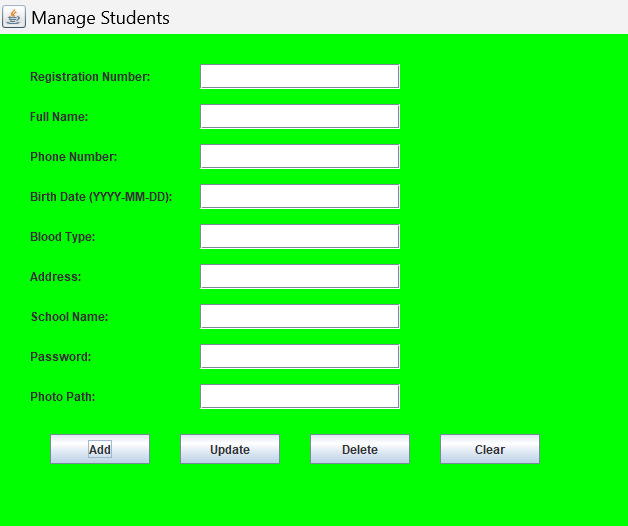 Manage Students
Registration Number:
Full Name:
Phone Number:
Birth Date (YYYY-MM-DD):
Blood Type:
Address:
School Name:
Password:
Photo Path:
Add Update Delete Clear